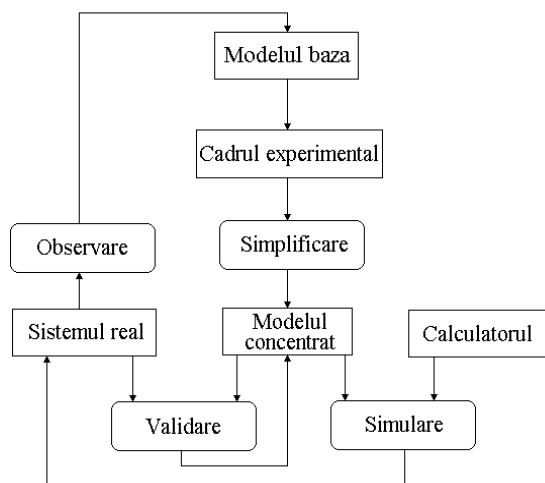 Modelul baza
Cadrul experimental
Observare
Simplificare
Sistemul real
Modelul
concentrat
Calculatorul
Validare
Simulare